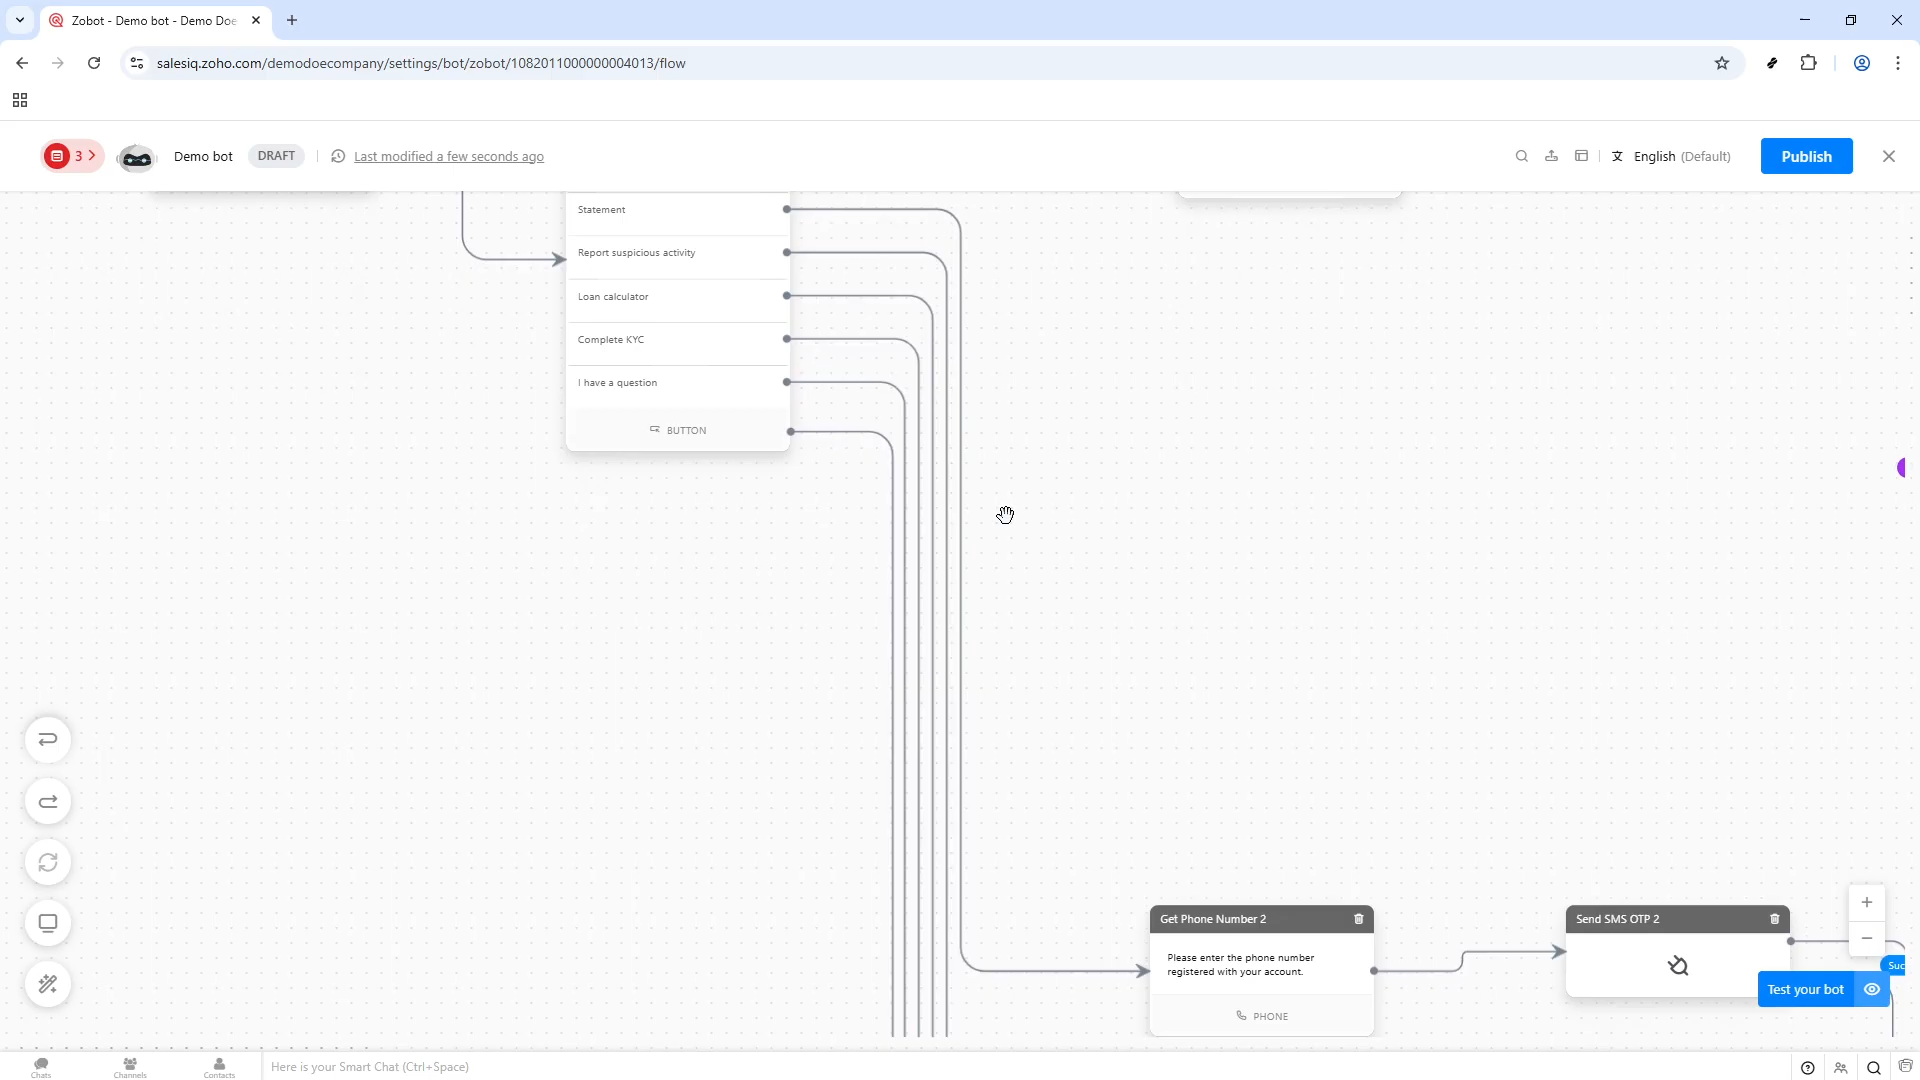 Zobot - Demo bot - Demo Doe
salesiq.zoho.com/demodoecompany/settings/bot/zobot/1082011000000004013/flow
3
Demo bot
DRAFT
Last modified a few seconds ago
English (Default)
Publish
Statement
Report suspicious activity
Loan calculator
Complete KYC
I have a question
BUTTON
Get Phone Number 2
Please enter the phone number
registered with your account.
PHONE
Send SMS OTP 2
Suc
Test your bot
Chats
Channels
Contacts
Here is your Smart Chat (Ctrl+Space)